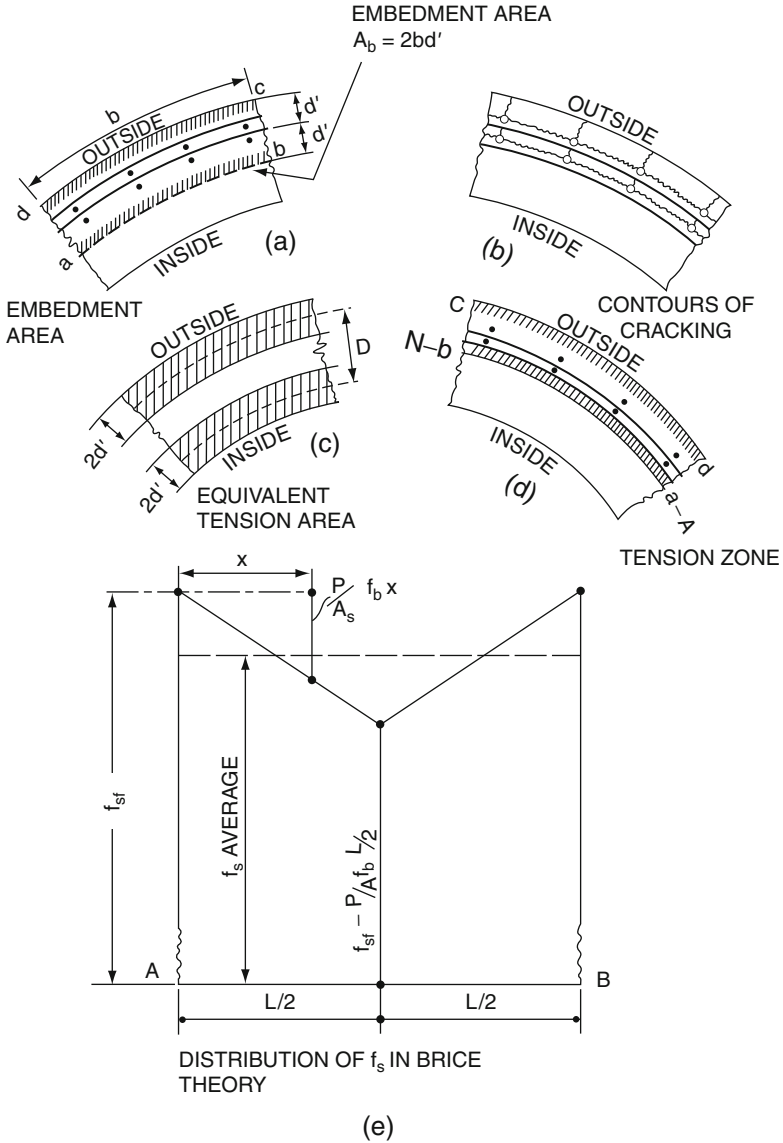 EMBEDMENT AREA
A_b = 2bd'
b
c
d'
d'
OUTSIDE
b
d
a
INSIDE
(a)
EMBEDMENT
AREA
OUTSIDE
INSIDE
(b)
CONTOURS OF
CRACKING
OUTSIDE
D
2d'
INSIDE
2d'
(c)
EQUIVALENT
TENSION AREA
C
OUTSIDE
N–b
INSIDE
d
a–A
(d)
TENSION ZONE
x
P/A_s f_b x
f_sf
f_s AVERAGE
f_sf – P/A f_b L/2
A
B
L/2
L/2
DISTRIBUTION OF f_s IN BRICE
THEORY
(e)